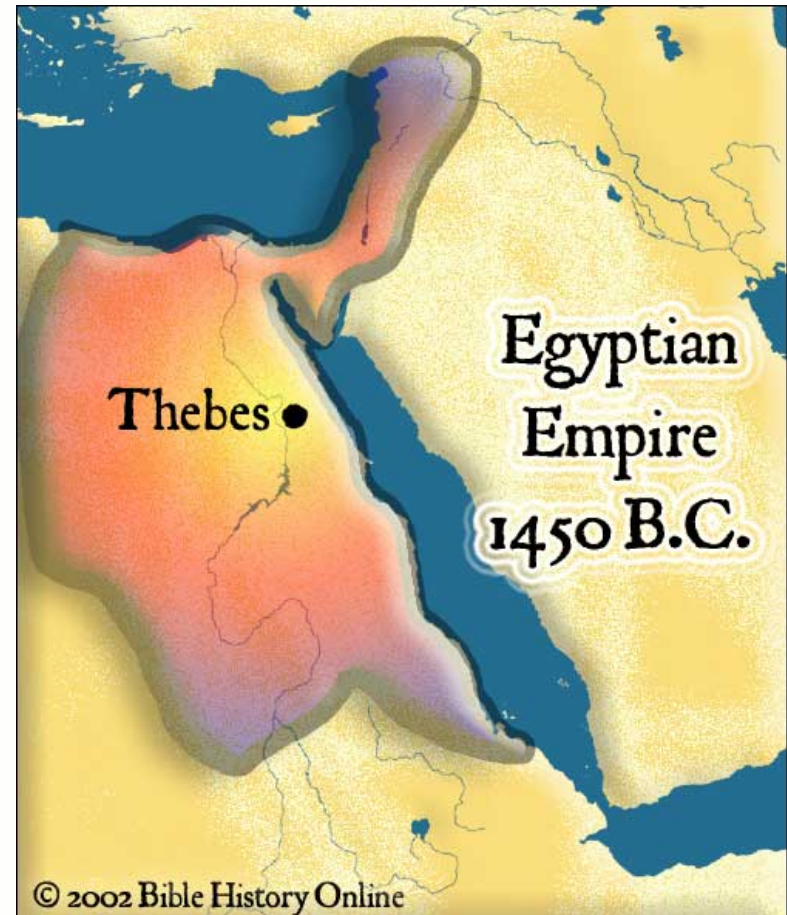 Egyptian
Empire
1450 B.C.
Thebes
© 2002 Bible History Online